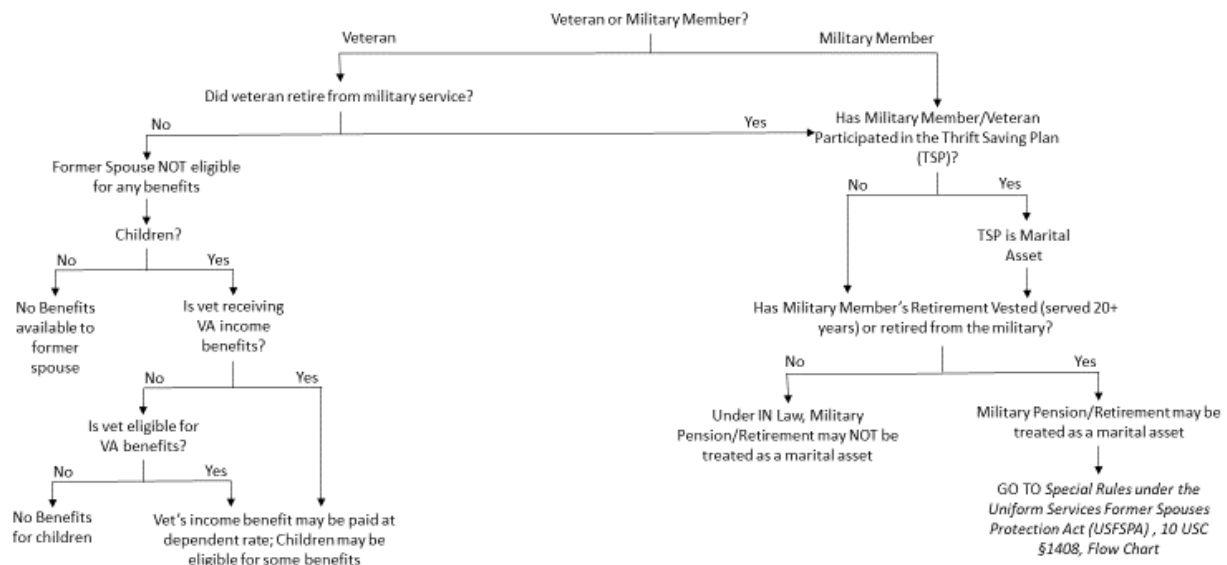 Veteran or Military Member?
Veteran
Military Member
Did veteran retire from military service?
No
Yes
Has Military Member/Veteran
Participated in the Thrift Saving Plan
(TSP)?
Former Spouse NOT eligible
for any benefits
No
Yes
Children?
TSP is Marital
Asset
No
Yes
No Benefits
available to
former
spouse
Is vet receiving
VA income
benefits?
Has Military Member's Retirement Vested (served 20+
years) or retired from the military?
No
Yes
No
Yes
Is vet eligible for
VA benefits?
Under IN Law, Military
Pension/Retirement may NOT be
treated as a marital asset
Military Pension/Retirement may be
treated as a marital asset
No
Yes
No Benefits
for children
Vet's income benefit may be paid at
dependent rate; Children may be
eligible for some benefits
GO TO Special Rules under the
Uniform Services Former Spouses
Protection Act (USFSPA) , 10 USC
§1408, Flow Chart